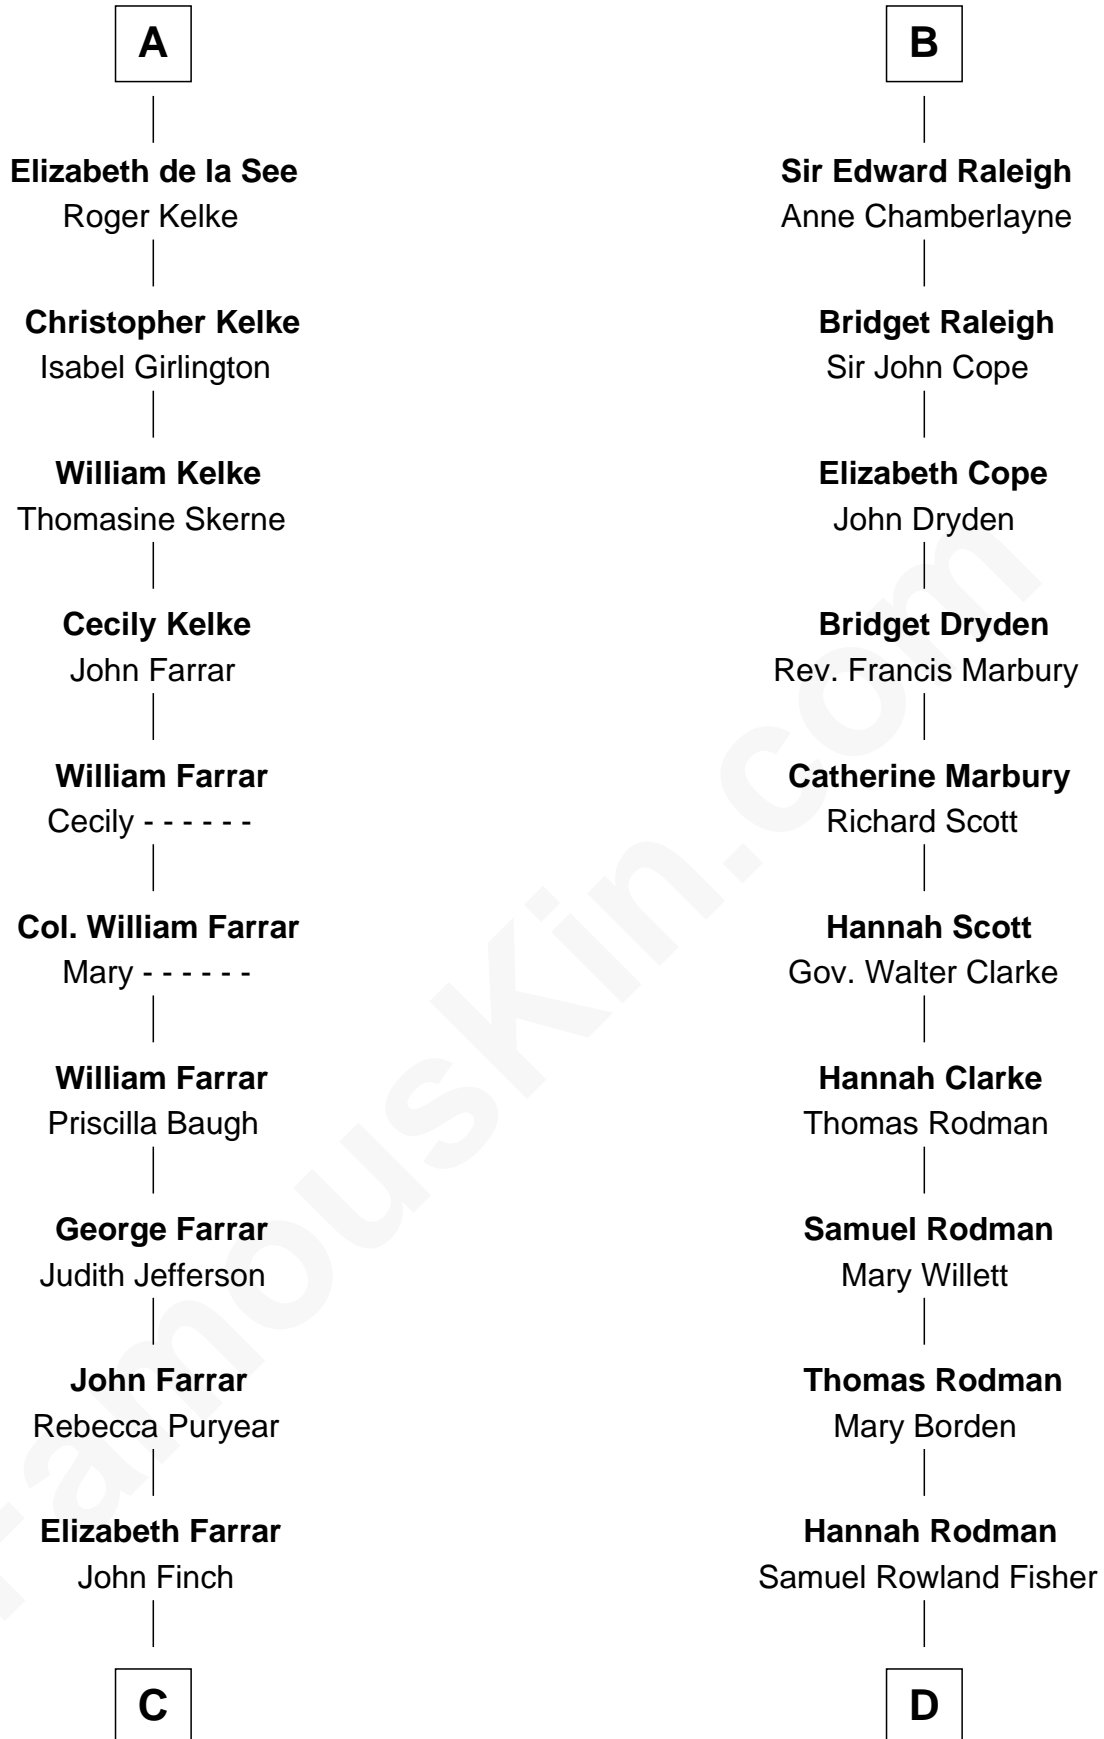 A
Elizabeth de la See
Roger Kelke
Christopher Kelke
Isabel Girlington
William Kelke
Thomasine Skerne
Cecily Kelke
John Farrar
William Farrar
Cecily - - - - - -
Col. William Farrar
Mary - - - - - -
William Farrar
Priscilla Baugh
George Farrar
Judith Jefferson
John Farrar
Rebecca Puryear
Elizabeth Farrar
John Finch
C
B
Sir Edward Raleigh
Anne Chamberlayne
Bridget Raleigh
Sir John Cope
Elizabeth Cope
John Dryden
Bridget Dryden
Rev. Francis Marbury
Catherine Marbury
Richard Scott
Hannah Scott
Gov. Walter Clarke
Hannah Clarke
Thomas Rodman
Samuel Rodman
Mary Willett
Thomas Rodman
Mary Borden
Hannah Rodman
Samuel Rowland Fisher
D
FamousKin.com